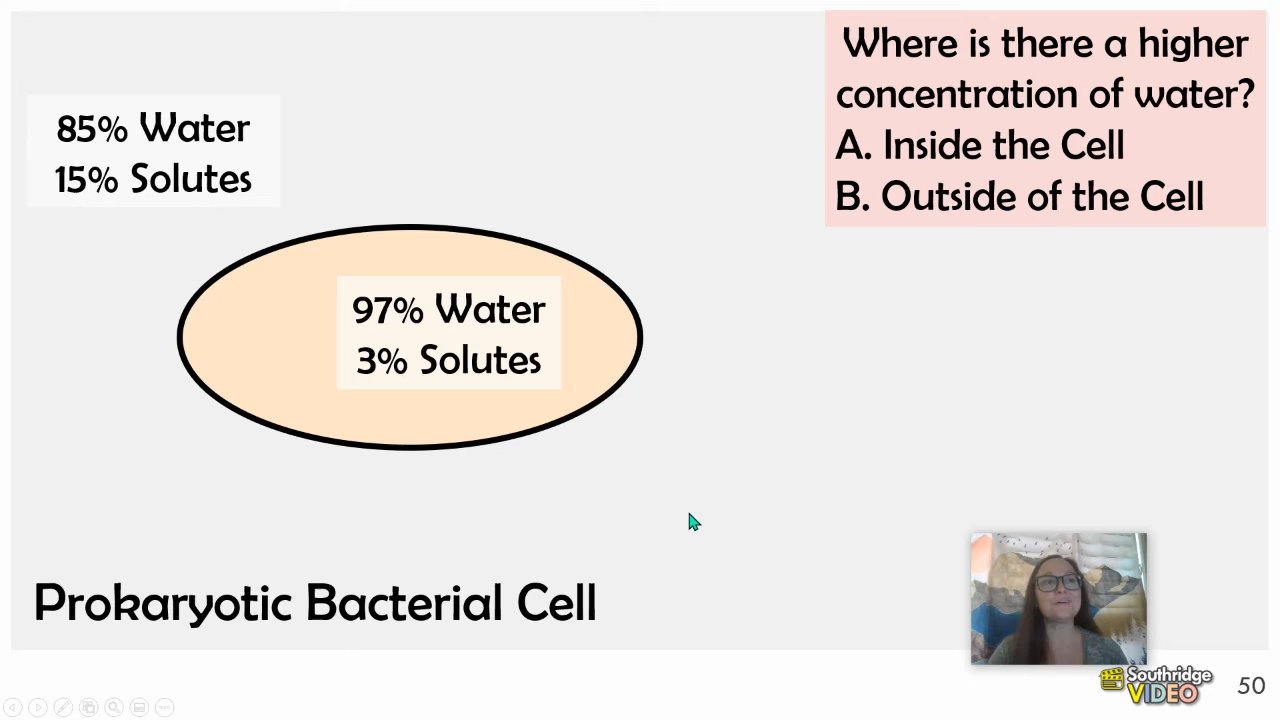 Where is there a higher
concentration of water?
A. Inside the Cell
B. Outside of the Cell
85% Water
15% Solutes
97% Water
3% Solutes
Prokaryotic Bacterial Cell
Southridge
VIDEO
50